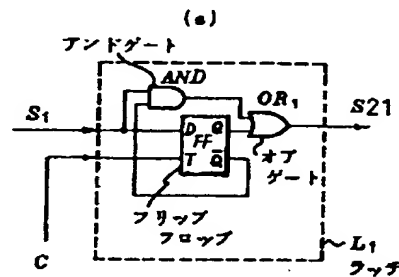 (a)
アンドゲート
AND
OR₁
S₁
S21
D Q
FF
T Q̅
オア
ゲート
フリップ
フロップ
C
L₁
ラッチ